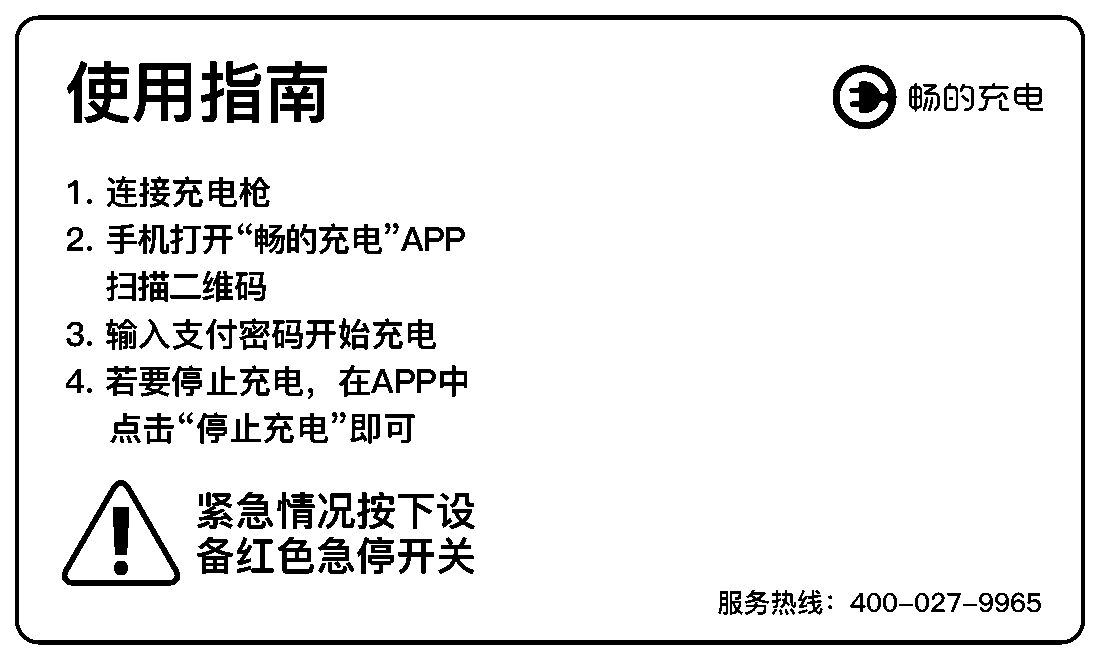 使用指南
畅的充电
1. 连接充电枪
2. 手机打开“畅的充电”APP
扫描二维码
3. 输入支付密码开始充电
4. 若要停止充电，在APP中
点击“停止充电”即可
紧急情况按下设
备红色急停开关
服务热线：400-027-9965